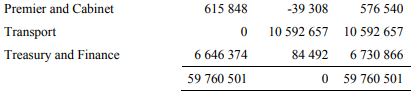 Premier and Cabinet 615 848 -39 308 576 540
Transport 0 10 592 657 10 592 657
Treasury and Finance 6 646 374 84 492 6 730 866
59 760 501 0 59 760 501